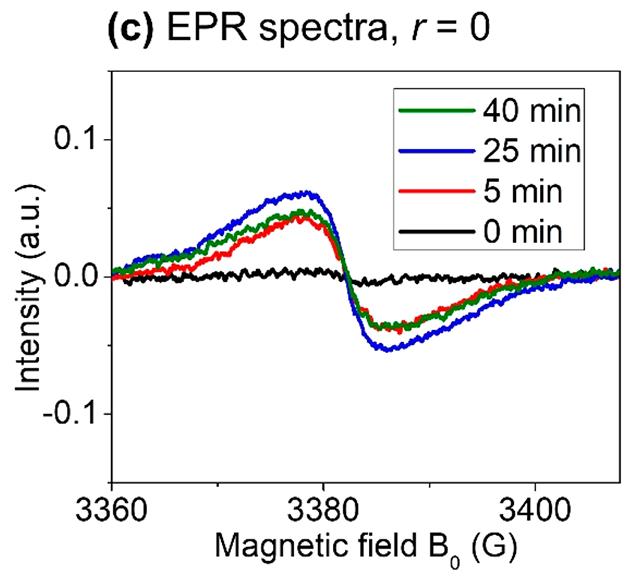 (c) EPR spectra, r = 0
40 min
25 min
5 min
0 min
0.1
0.0
-0.1
Intensity (a.u.)
3360
3380
3400
Magnetic field B₀ (G)